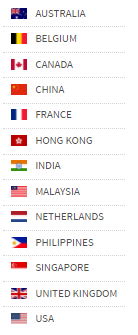 AUSTRALIA
BELGIUM
CANADA
CHINA
FRANCE
HONG KONG
INDIA
MALAYSIA
NETHERLANDS
PHILIPPINES
SINGAPORE
UNITED KINGDOM
USA